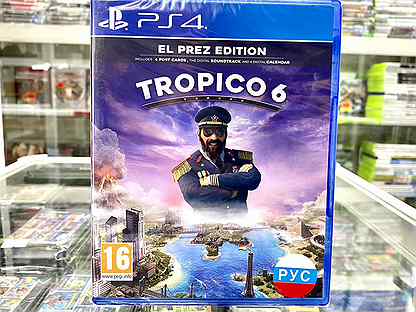 PS4
EL PREZ EDITION
INCLUDES: 4 POST CARDS, THE DIGITAL SOUNDTRACK AND A DIGITAL CALENDAR
TROPICO 6
16
www.pegi.info
РУС